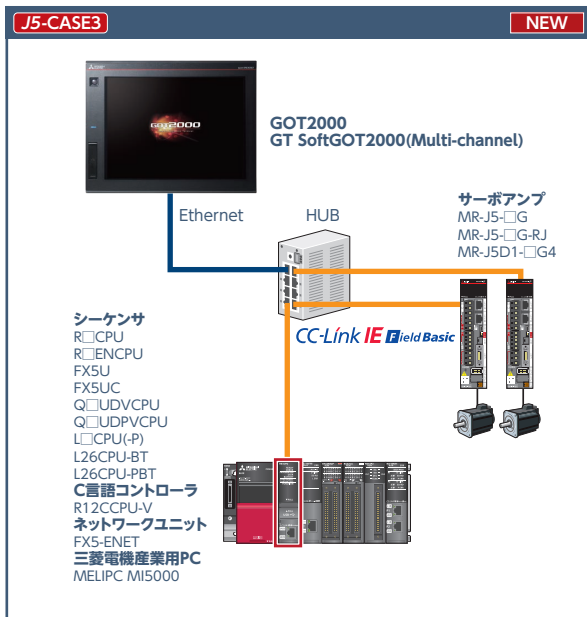 J5-CASE3
NEW
GOT2000
GOT2000
GT SoftGOT2000(Multi-channel)
Ethernet
HUB
サーボアンプ
MR-J5-□G
MR-J5-□G-RJ
MR-J5D1-□G4
CC-Link IE Field Basic
シーケンサ
R□CPU
R□ENCPU
FX5U
FX5UC
Q□UDVCPU
Q□UDPVCPU
L□CPU(-P)
L26CPU-BT
L26CPU-PBT
C言語コントローラ
R12CCPU-V
ネットワークユニット
FX5-ENET
三菱電機産業用PC
MELIPC MI5000